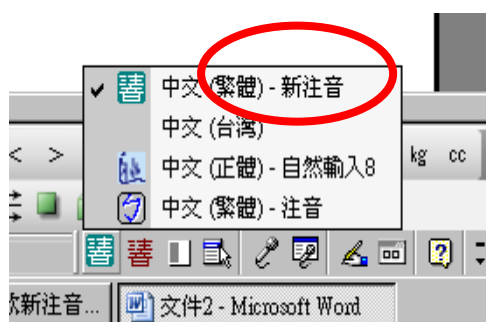 中文 (繁體) - 新注音
中文 (台灣)
中文 (正體) - 自然輸入8
中文 (繁體) - 注音
< > kg cc
新注音...
文件2 - Microsoft Word